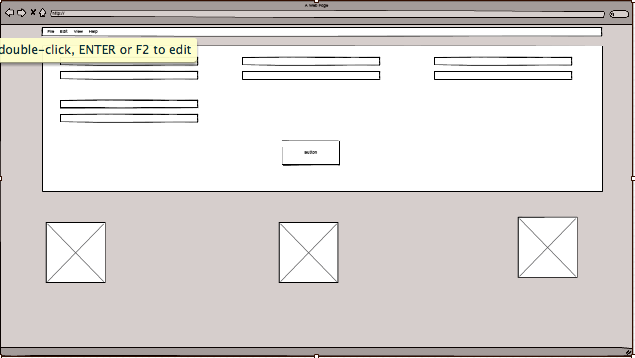 A Web Page
http://
File Edit View Help
double-click, ENTER or F2 to edit
button